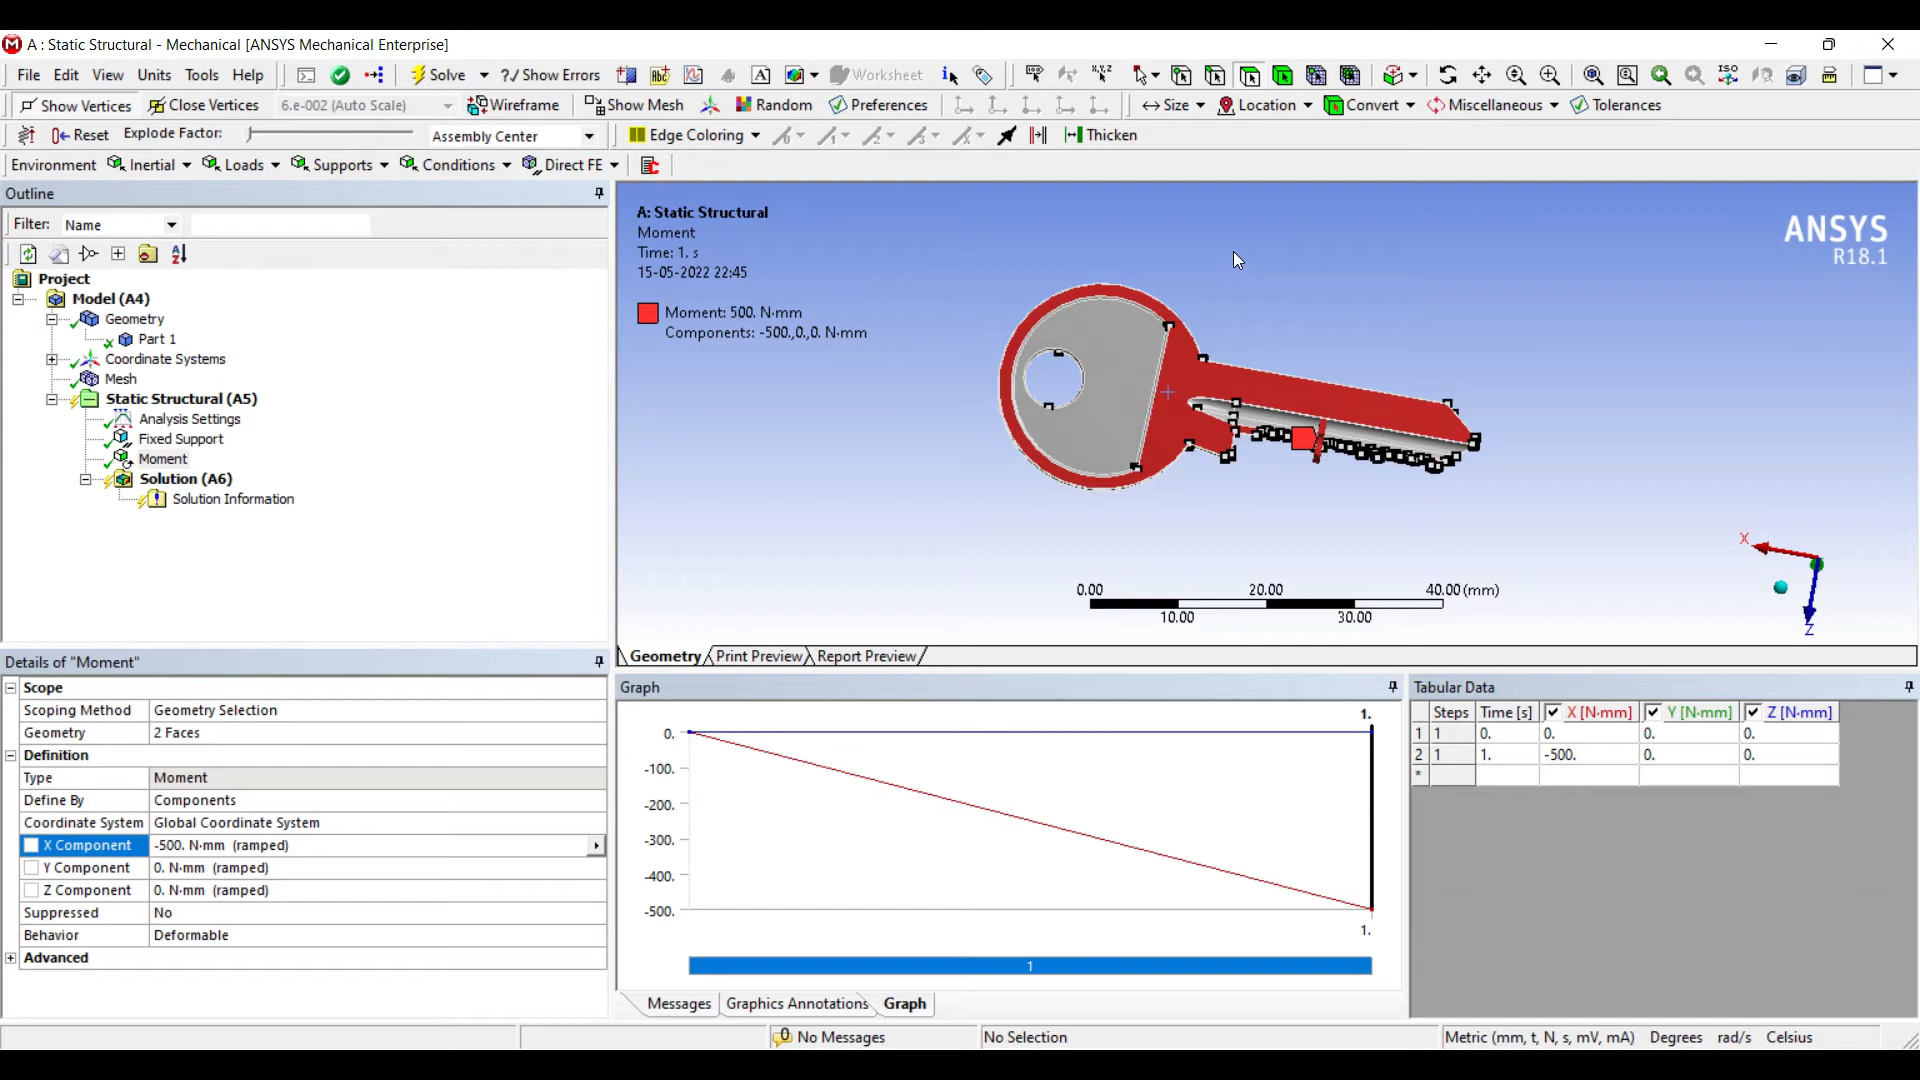 A : Static Structural - Mechanical [ANSYS Mechanical Enterprise]
File Edit View Units Tools Help Solve ?/ Show Errors Worksheet
Show Vertices Close Vertices 6.e-002 (Auto Scale) Wireframe Show Mesh Random Preferences Size Location Convert Miscellaneous Tolerances
Reset Explode Factor: Assembly Center Edge Coloring Thicken
Environment Inertial Loads Supports Conditions Direct FE
Outline
Filter: Name
Project
Model (A4)
Geometry
Part 1
Coordinate Systems
Mesh
Static Structural (A5)
Analysis Settings
Fixed Support
Moment
Solution (A6)
Solution Information
A: Static Structural
Moment
Time: 1. s
15-05-2022 22:45
Moment: 500. N·mm
Components: -500.,0.,0. N·mm
ANSYS
R18.1
X
Z
0.00 20.00 40.00 (mm)
10.00 30.00
Geometry Print Preview Report Preview
Details of "Moment"
Scope
Scoping Method Geometry Selection
Geometry 2 Faces
Definition
Type Moment
Define By Components
Coordinate System Global Coordinate System
X Component -500. N·mm (ramped)
Y Component 0. N·mm (ramped)
Z Component 0. N·mm (ramped)
Suppressed No
Behavior Deformable
Advanced
Graph
1.
0.
-100.
-200.
-300.
-400.
-500.
1.
1
Messages Graphics Annotations Graph
Tabular Data
Steps Time [s] X [N·mm] Y [N·mm] Z [N·mm]
1 1 0. 0. 0. 0.
2 1 1. -500. 0. 0.
*
0 No Messages No Selection Metric (mm, t, N, s, mV, mA) Degrees rad/s Celsius